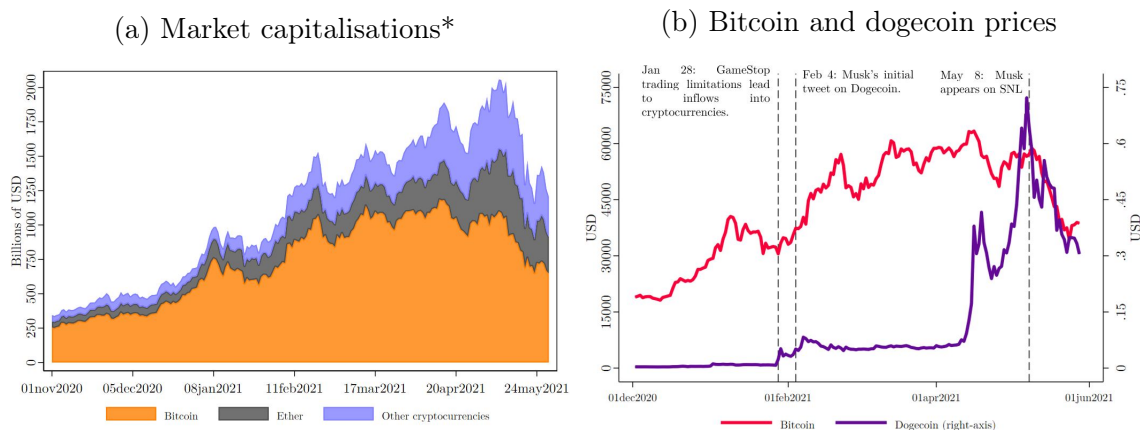 (a) Market capitalisations*
Billions of USD
2000
1750
1500
1250
1000
750
500
250
0
01nov2020 05dec2020 08jan2021 11feb2021 17mar2021 20apr2021 24may2021
Bitcoin Ether Other cryptocurrencies
(b) Bitcoin and dogecoin prices
Jan 28: GameStop
trading limitations lead
to inflows into
cryptocurrencies.
Feb 4: Musk's initial
tweet on Dogecoin.
May 8: Musk
appears on SNL
USD
75000
60000
45000
30000
15000
0
.75
.6
.45
.3
.15
0
USD
01dec2020 01feb2021 01apr2021 01jun2021
Bitcoin Dogecoin (right-axis)